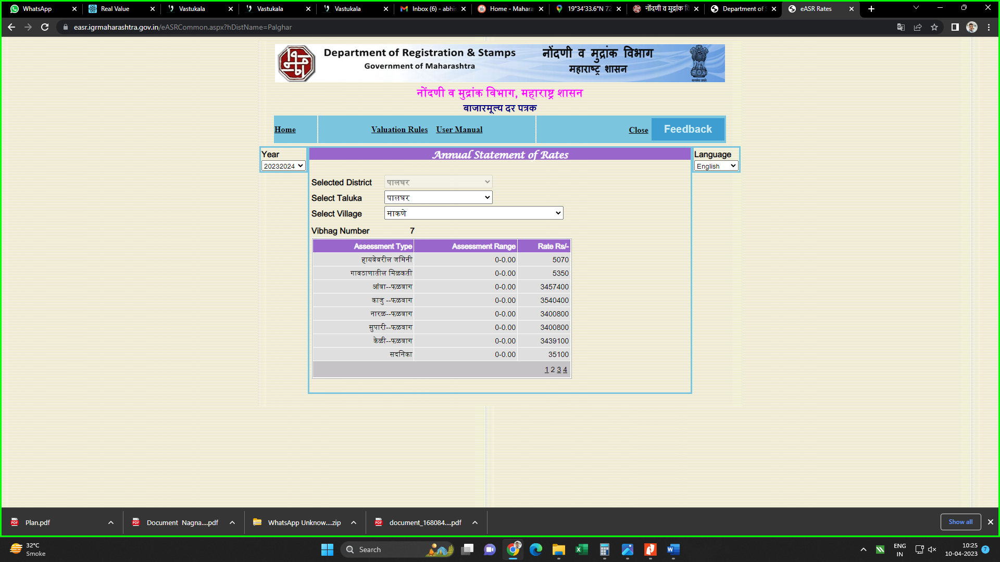 WhatsApp
Real Value
Vastukala
Vastukala
Vastukala
Inbox (6) - abhis
Home - Mahara
19°34'33.6"N 72
नोंदणी व मुद्रांक वि
Department of S
eASR Rates
easr.igrmaharashtra.gov.in/eASRCommon.aspx?hDistName=Palghar
Department of Registration & Stamps
Government of Maharashtra
नोंदणी व मुद्रांक विभाग
महाराष्ट्र शासन
नोंदणी व मुद्रांक विभाग, महाराष्ट्र शासन
बाजारमूल्य दर पत्रक
Home Valuation Rules User Manual Close Feedback
Year
20232024
Annual Statement of Rates
Language
English
Selected District पालघर
Select Taluka पालघर
Select Village माकणे
Vibhag Number 7
Assessment Type Assessment Range Rate Rs/-
हायवेवरील जमिनी 0-0.00 5070
गावठाणातील मिळकती 0-0.00 5350
आंबा--फळबाग 0-0.00 3457400
काजु --फळबाग 0-0.00 3540400
नारळ--फळबाग 0-0.00 3400800
सुपारी--फळबाग 0-0.00 3400800
केळी--फळबाग 0-0.00 3439100
सदनिका 0-0.00 35100
1 2 3 4
Plan.pdf
Document Nagna....pdf
WhatsApp Unknow....zip
document_168084....pdf
Show all
32°C
Smoke
Search
ENG
IN
10:25
10-04-2023
7